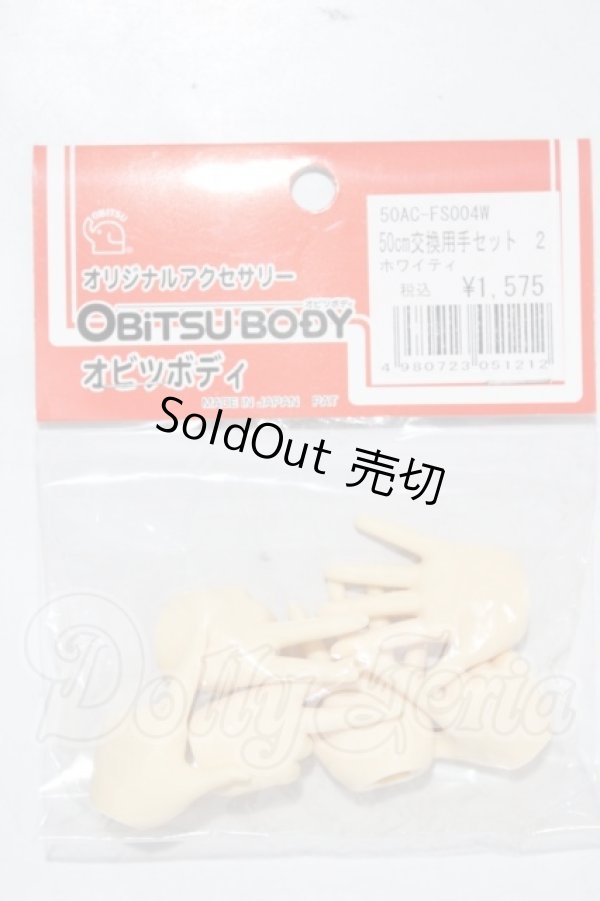 OBITSU
オリジナルアクセサリー
オビツボディ
OBiTSU BODY
オビツボディ
MADE IN JAPAN PAT
50AC-FS004W
50cm交換用手セット 2
ホワイティ
税込 ¥1,575
4 980723 051212
SoldOut 売切
Dolly Teria